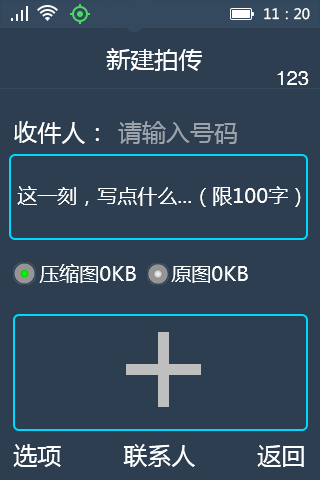 11:20
新建拍传
123
收件人： 请输入号码
这一刻，写点什么...（限100字）
压缩图0KB 原图0KB
选项 联系人 返回